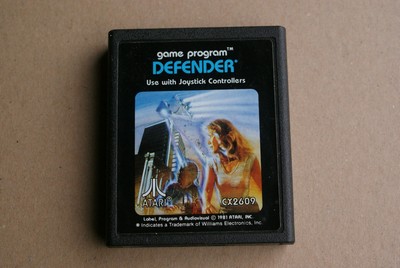 game program™
DEFENDER*
Use with Joystick Controllers
ATARI®
CX2609
Label, Program & Audiovisual © 1981 ATARI, INC.
* Indicates a Trademark of Williams Electronics, Inc.